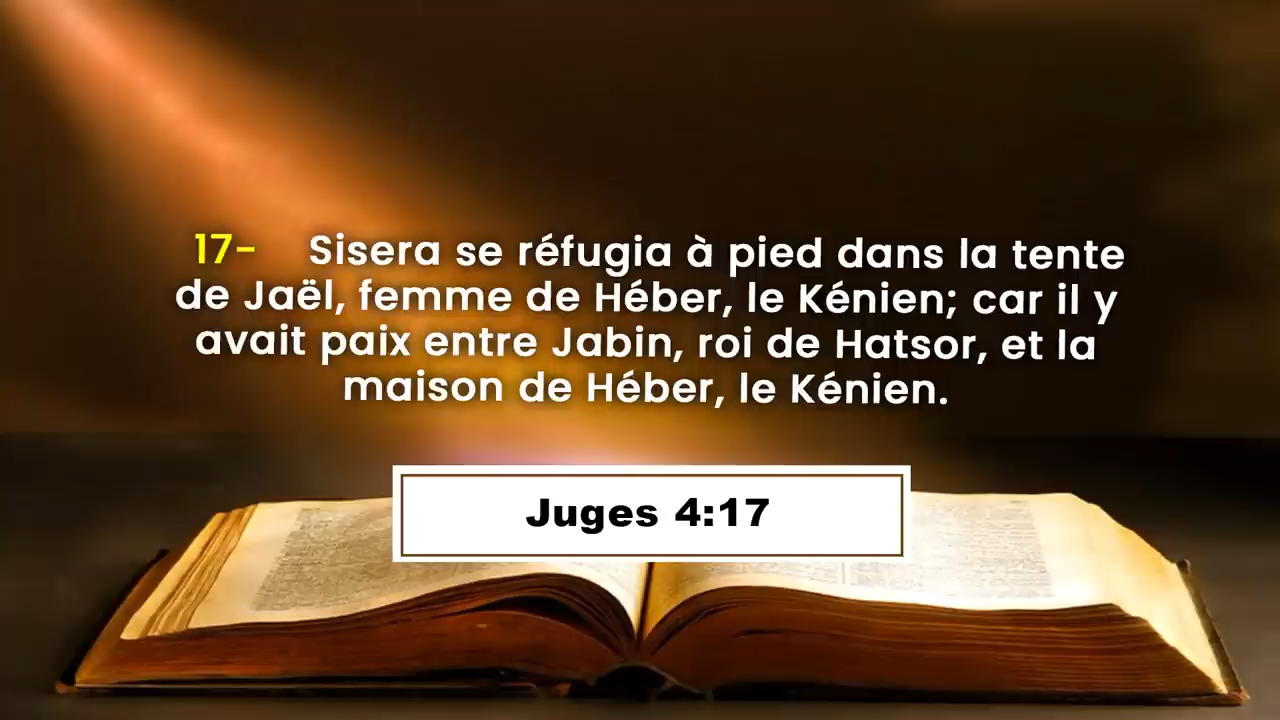 17- Sisera se réfugia à pied dans la tente
de Jaël, femme de Héber, le Kénien; car il y
avait paix entre Jabin, roi de Hatsor, et la
maison de Héber, le Kénien.
Juges 4:17